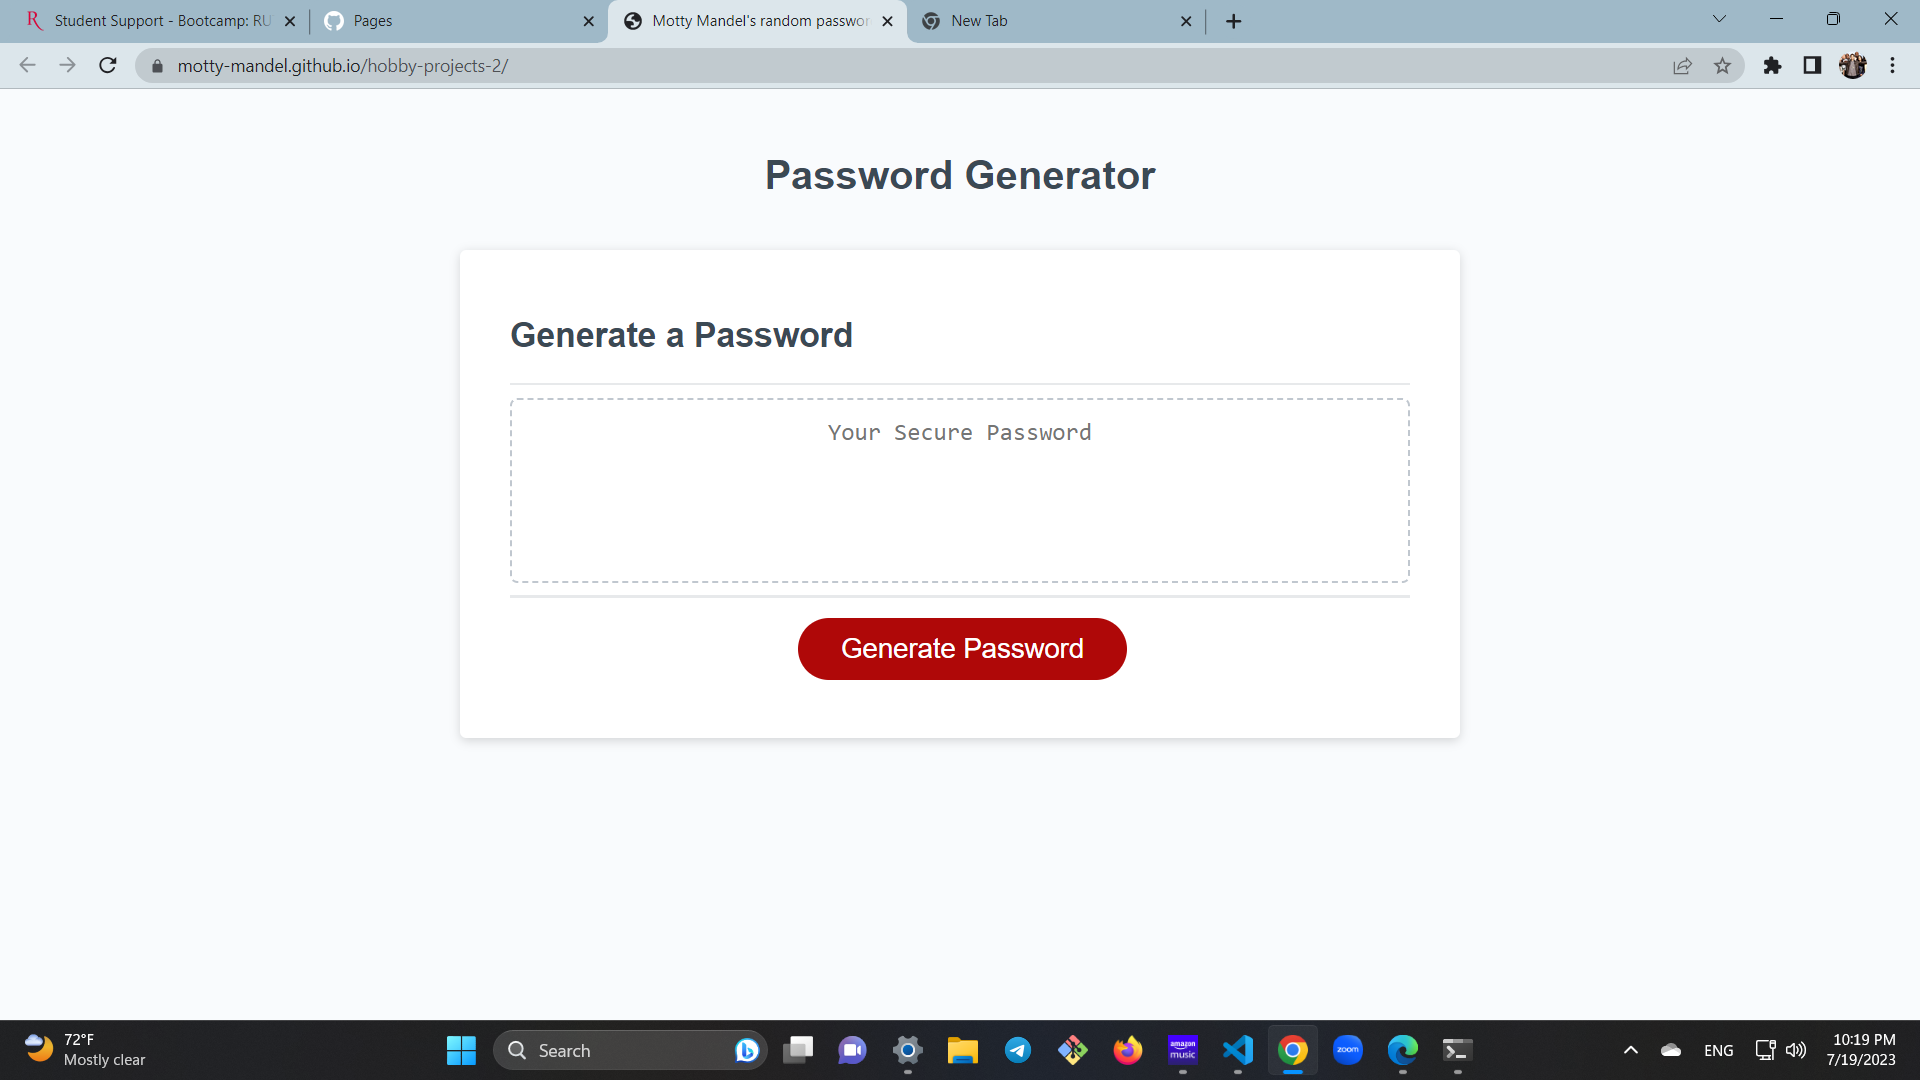 Student Support - Bootcamp: RU
Pages
Motty Mandel's random passwor
New Tab
motty-mandel.github.io/hobby-projects-2/
Password Generator
Generate a Password
Your Secure Password
Generate Password
72°F
Mostly clear
Search
amazon
music
zoom
ENG
10:19 PM
7/19/2023